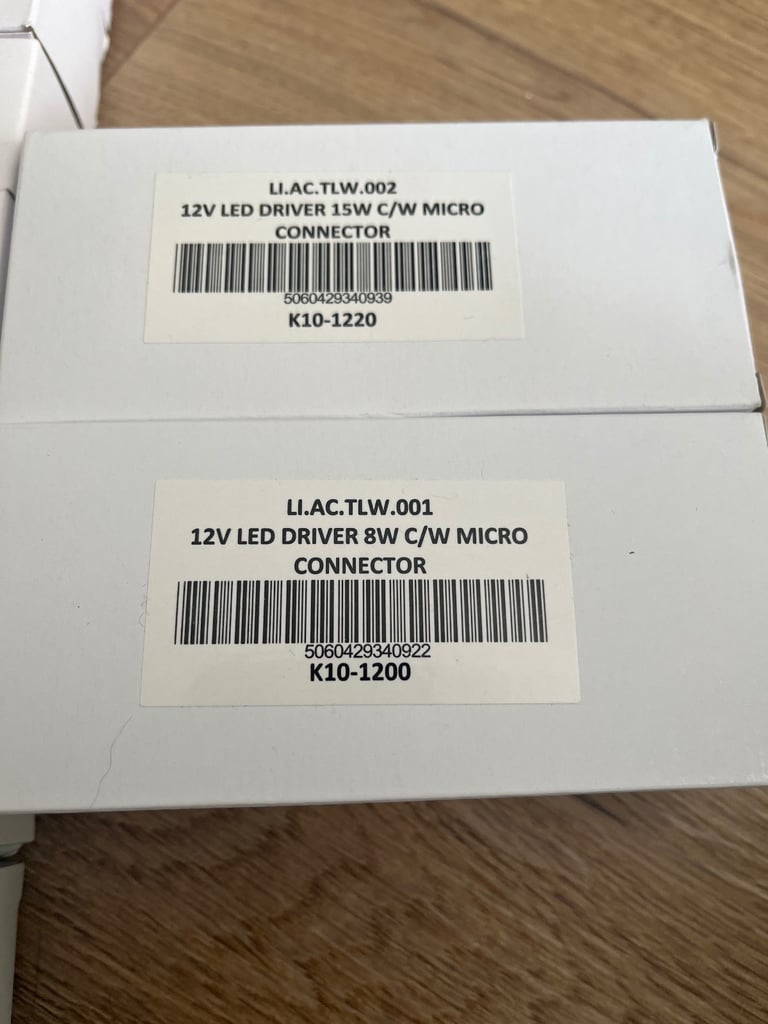 LI.AC.TLW.002
12V LED DRIVER 15W C/W MICRO
CONNECTOR
5060429340939
K10-1220
LI.AC.TLW.001
12V LED DRIVER 8W C/W MICRO
CONNECTOR
5060429340922
K10-1200